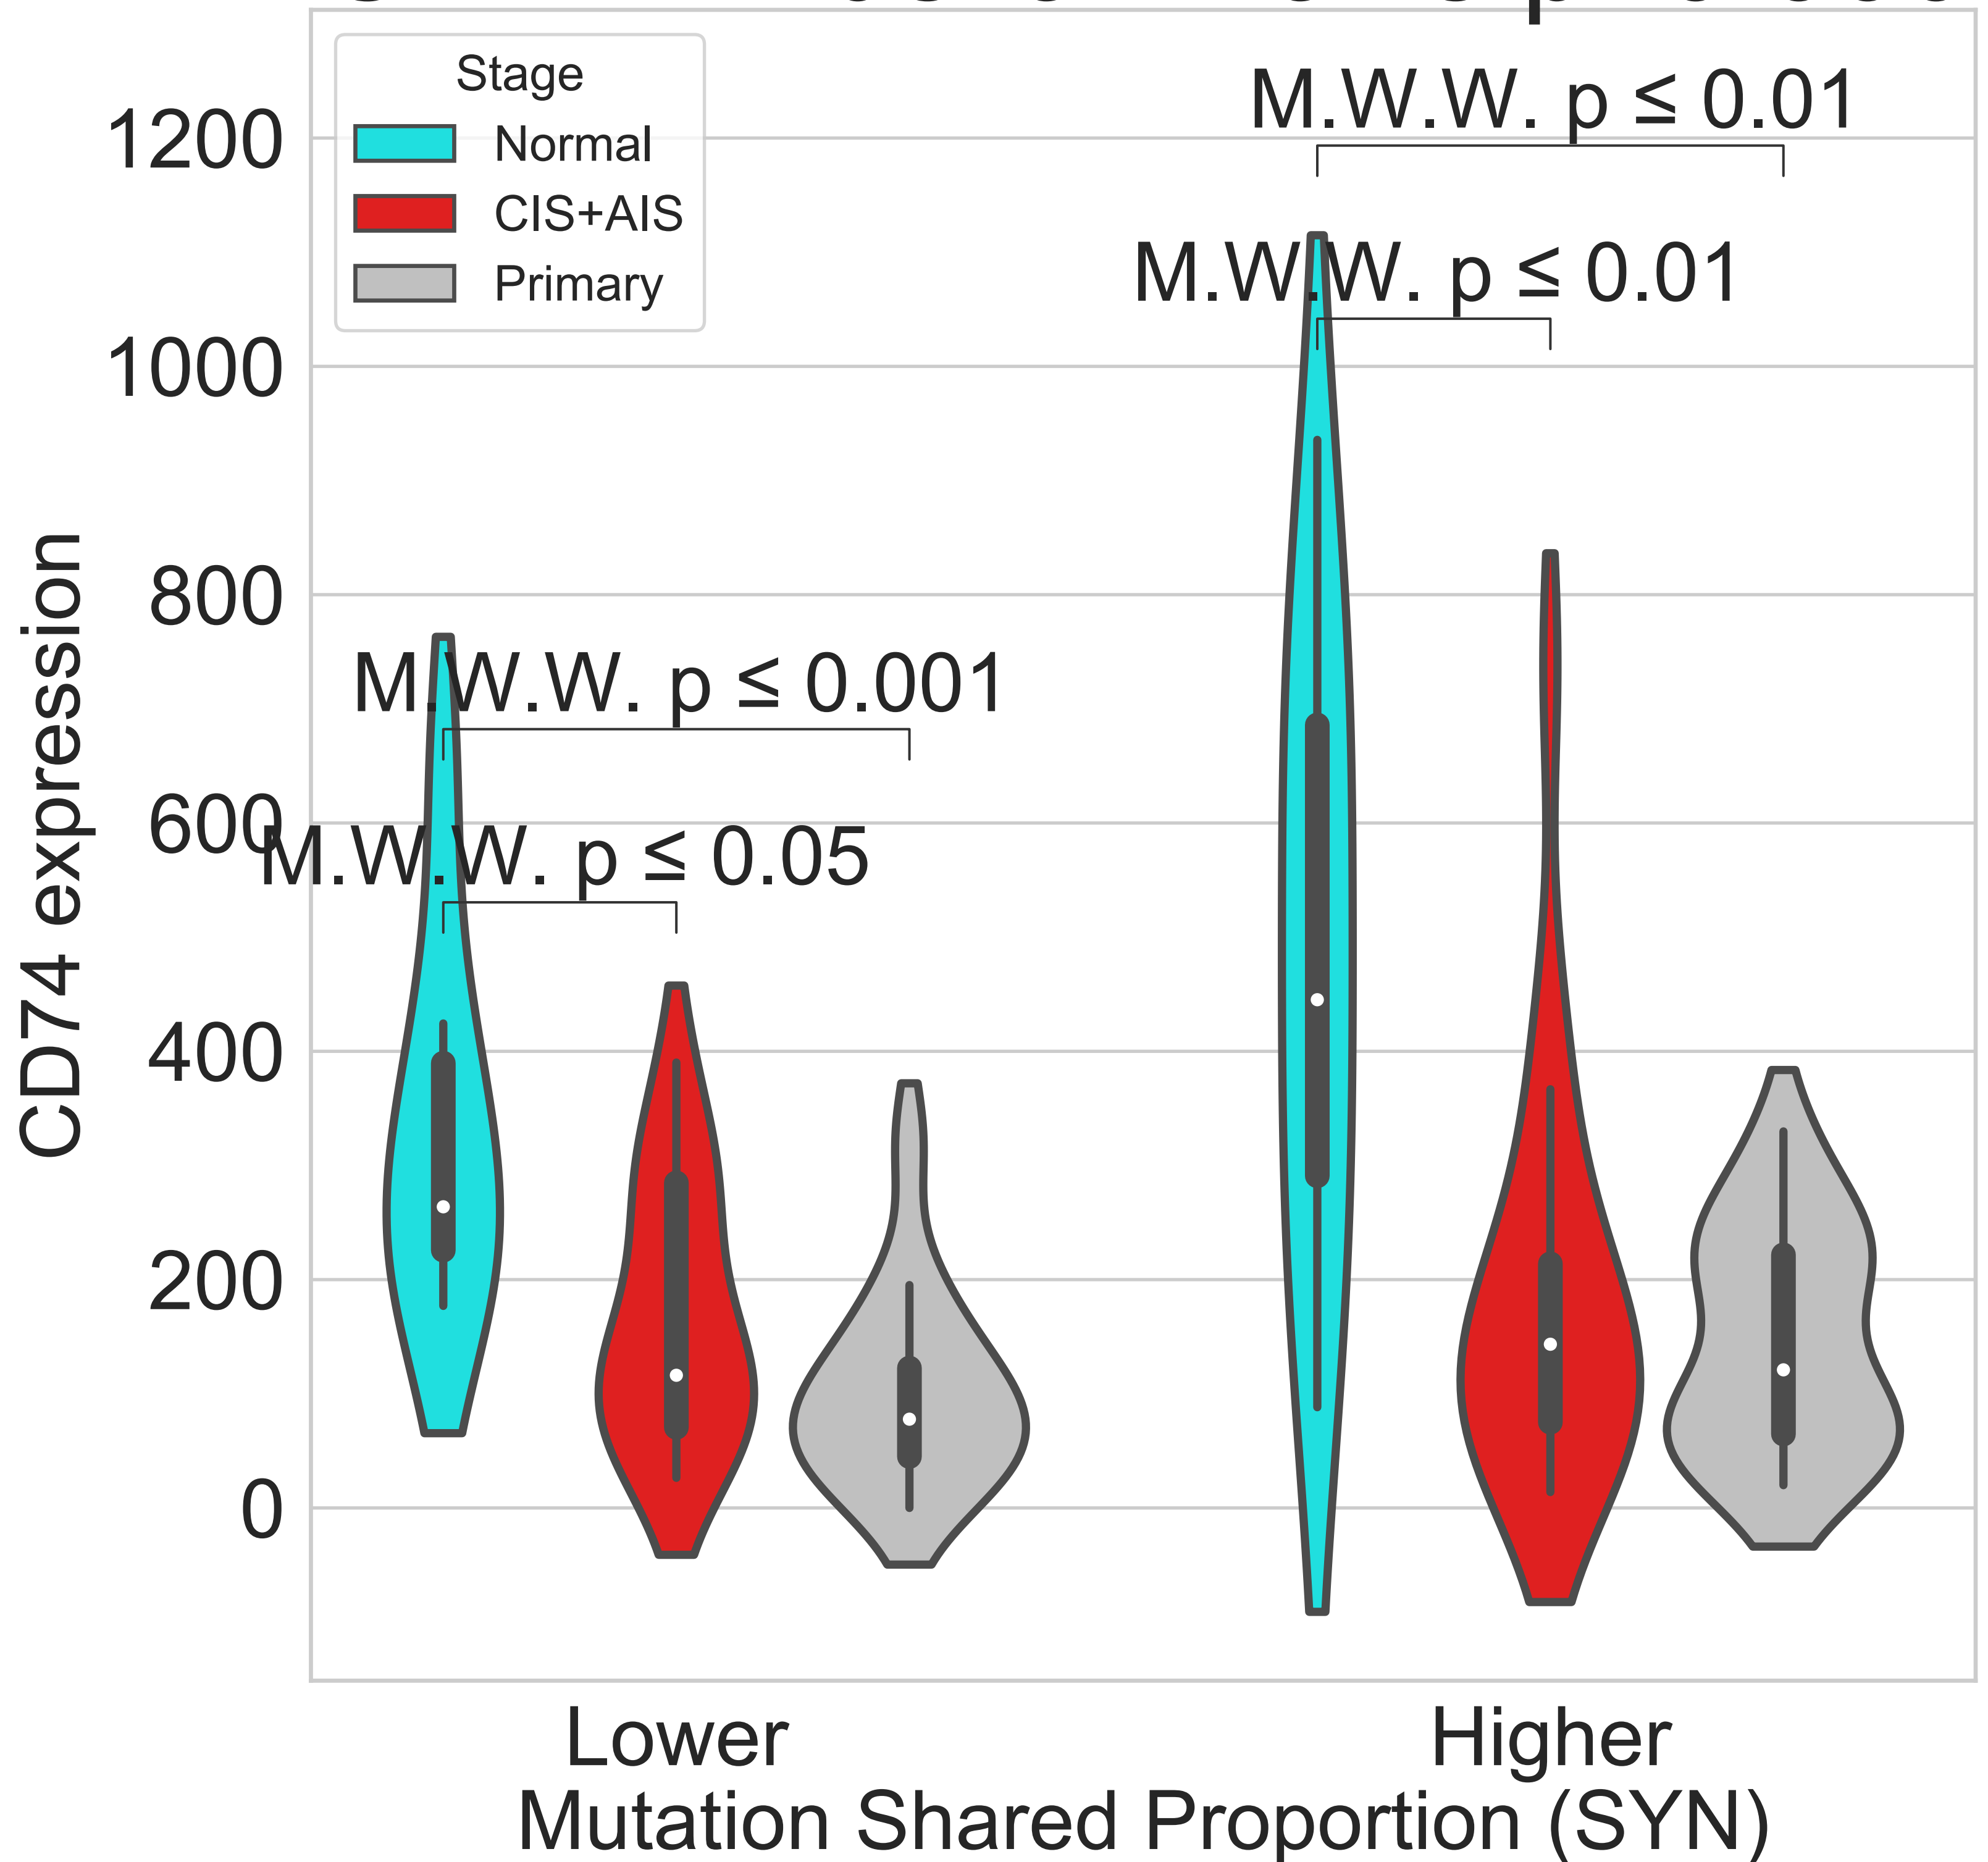 Stage
Normal
CIS+AIS
Primary
M.W.W. p ≤ 0.01
M.W.W. p ≤ 0.01
M.W.W. p ≤ 0.001
M.W.W. p ≤ 0.05
1200
1000
800
600
400
200
0
CD74 expression
Lower
Higher
Mutation Shared Proportion (SYN)